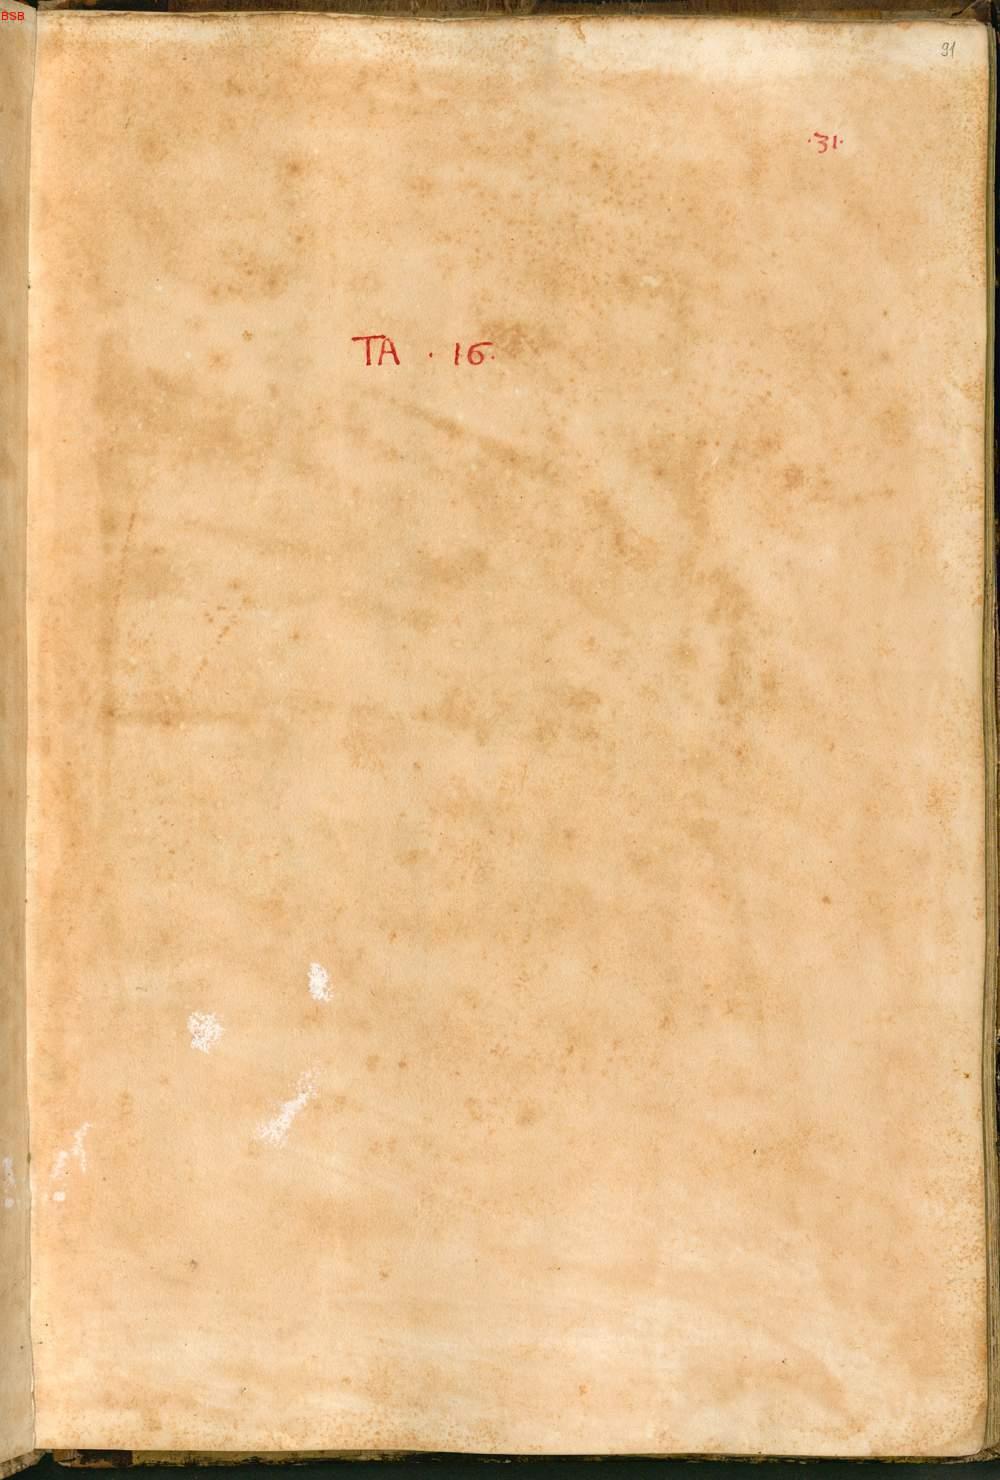 BSB
91
·31·
TA · 16·